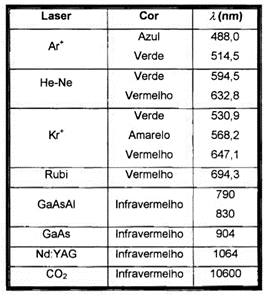 Laser Cor λ (nm)
Ar+ Azul 488,0
Verde 514,5
He-Ne Verde 594,5
Vermelho 632,8
Kr+ Verde 530,9
Amarelo 568,2
Vermelho 647,1
Rubi Vermelho 694,3
GaAsAl Infravermelho 790
830
GaAs Infravermelho 904
Nd:YAG Infravermelho 1064
CO2 Infravermelho 10600